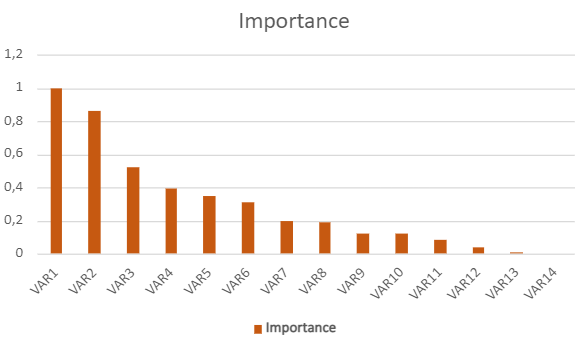 Importance
1,2
1
0,8
0,6
0,4
0,2
0
VAR1 VAR2 VAR3 VAR4 VAR5 VAR6 VAR7 VAR8 VAR9 VAR10 VAR11 VAR12 VAR13 VAR14
Importance